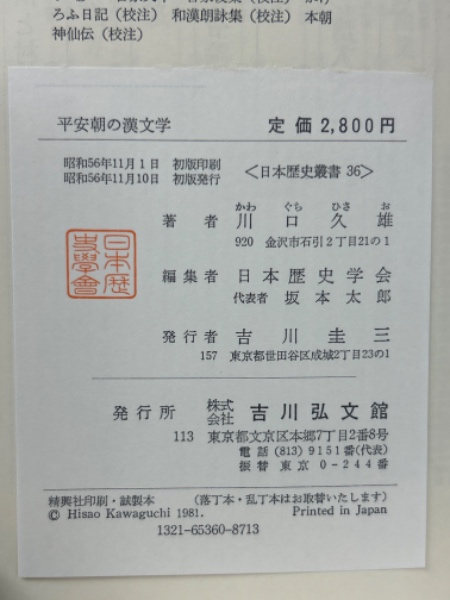 ろふ日記（校注） 和漢朗詠集（校注） 本朝
神仙伝（校注）
平安朝の漢文学 定価2,800円
昭和56年11月1日 初版印刷
昭和56年11月10日 初版発行 〈日本歴史叢書 36〉
かわ ぐち ひさ お
著者 川口久雄
920 金沢市石引2丁目21の1
日本歴史學會
編集者 日本歴史学会
代表者 坂本太郎
発行者 吉川圭三
157 東京都世田谷区成城2丁目23の1
発行所 株式会社 吉川弘文館
113 東京都文京区本郷7丁目2番8号
電話 (813) 9151番(代表)
振替 東京 0-244番
精興社印刷・誠製本 （落丁本・乱丁本はお取替いたします）
© Hisao Kawaguchi 1981. Printed in Japan
1321-65360-8713